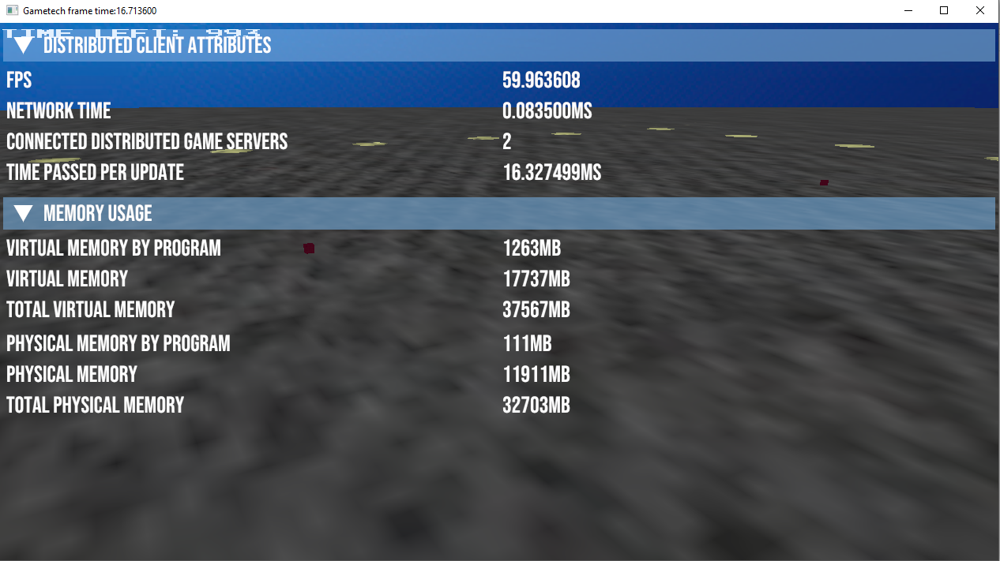 Gametech frame time:16.713600
TIME LEFT: 993
DISTRIBUTED CLIENT ATTRIBUTES
FPS 59.963608
NETWORK TIME 0.083500MS
CONNECTED DISTRIBUTED GAME SERVERS 2
TIME PASSED PER UPDATE 16.327499MS
MEMORY USAGE
VIRTUAL MEMORY BY PROGRAM 1263MB
VIRTUAL MEMORY 17737MB
TOTAL VIRTUAL MEMORY 37567MB
PHYSICAL MEMORY BY PROGRAM 111MB
PHYSICAL MEMORY 11911MB
TOTAL PHYSICAL MEMORY 32703MB